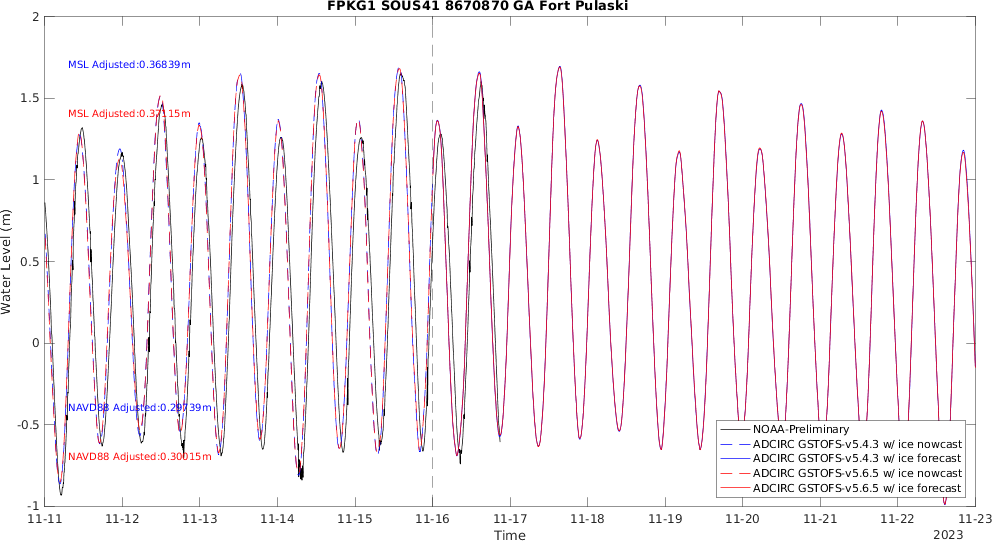 FPKG1 SOUS41 8670870 GA Fort Pulaski
2
1.5
1
0.5
0
-0.5
-1
Water Level (m)
MSL Adjusted:0.36839m
MSL Adjusted:0.37115m
NAVD88 Adjusted:0.29739m
NAVD88 Adjusted:0.30015m
NOAA-Preliminary
ADCIRC GSTOFS-v5.4.3 w/ ice nowcast
ADCIRC GSTOFS-v5.4.3 w/ ice forecast
ADCIRC GSTOFS-v5.6.5 w/ ice nowcast
ADCIRC GSTOFS-v5.6.5 w/ ice forecast
11-11 11-12 11-13 11-14 11-15 11-16 11-17 11-18 11-19 11-20 11-21 11-22 11-23
Time
2023